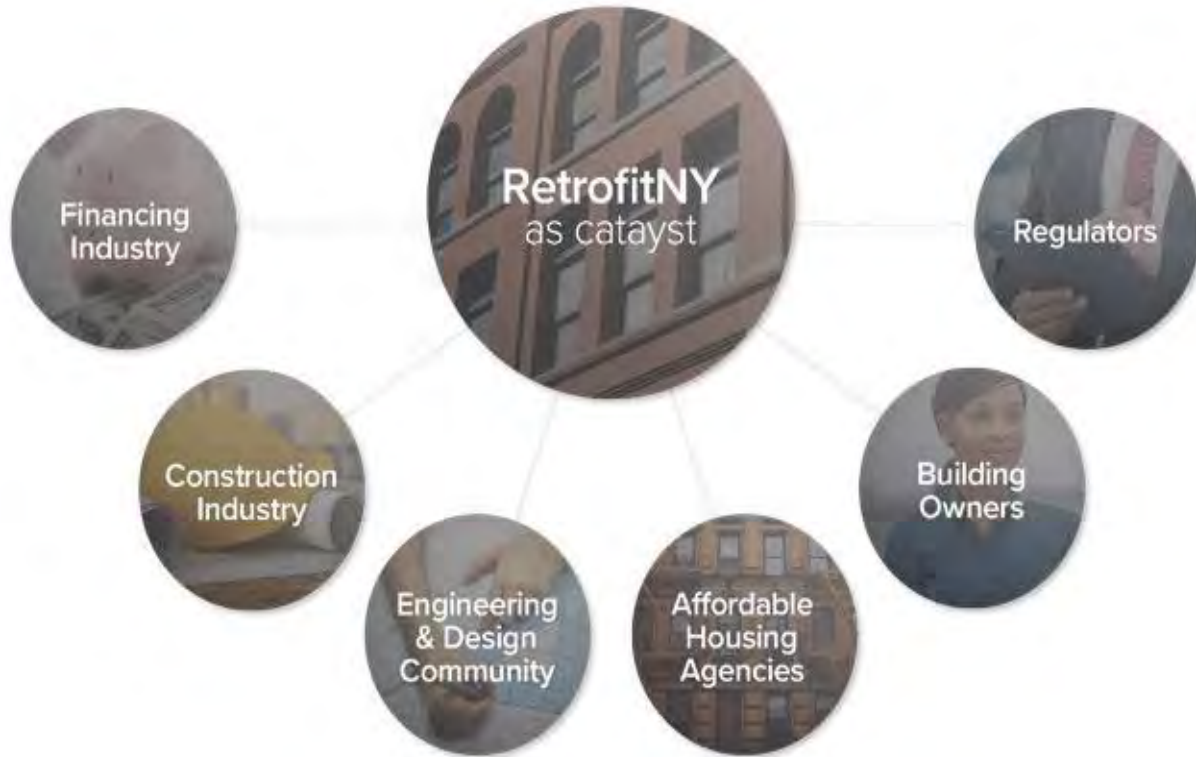 RetrofitNY
as catayst
Financing
Industry
Regulators
Construction
Industry
Building
Owners
Engineering
& Design
Community
Affordable
Housing
Agencies